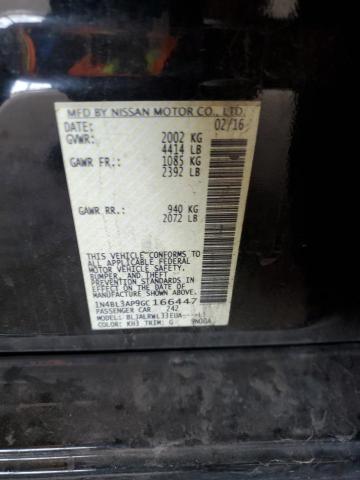 MFD BY NISSAN MOTOR CO., LTD.
DATE: 02/16
GVWR: 2002 KG
4414 LB
GAWR FR.: 1085 KG
2392 LB
GAWR RR.: 940 KG
2072 LB
THIS VEHICLE CONFORMS TO
ALL APPLICABLE FEDERAL
MOTOR VEHICLE SAFETY,
BUMPER, AND THEFT
PREVENTION STANDARDS
IN EFFECT ON THE DATE
OF MANUFACTURE
1N4BL3AP9GC166447
PASSENGER CAR 242
MODEL:
COLOR: KH3 TRIM: G